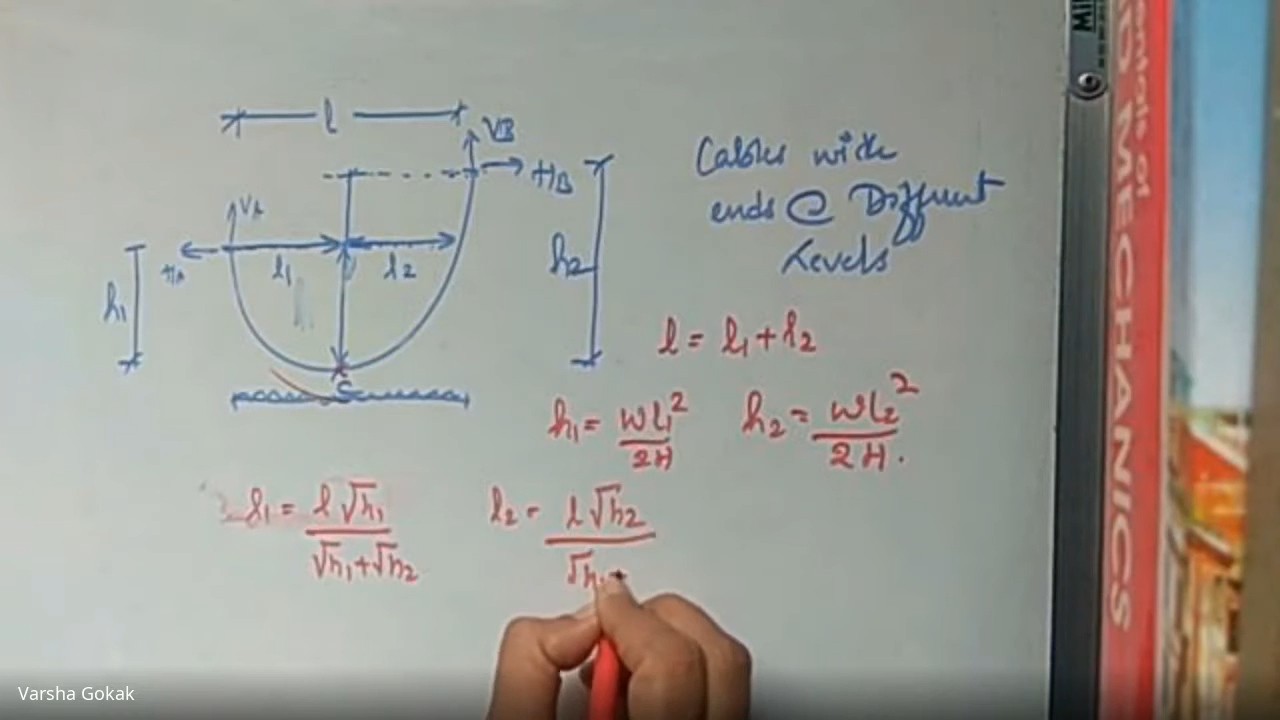 l
VB
HB
VA
HA
l1
l2
h1
h2
Cables with
ends @ Different
Levels
l = l1 + l2
h1 = wl1²/2H
h2 = wl2²/2H.
l1 = l√h1/√h1+√h2
l2 = l√h2/√h1+
MECHANICS
Varsha Gokak